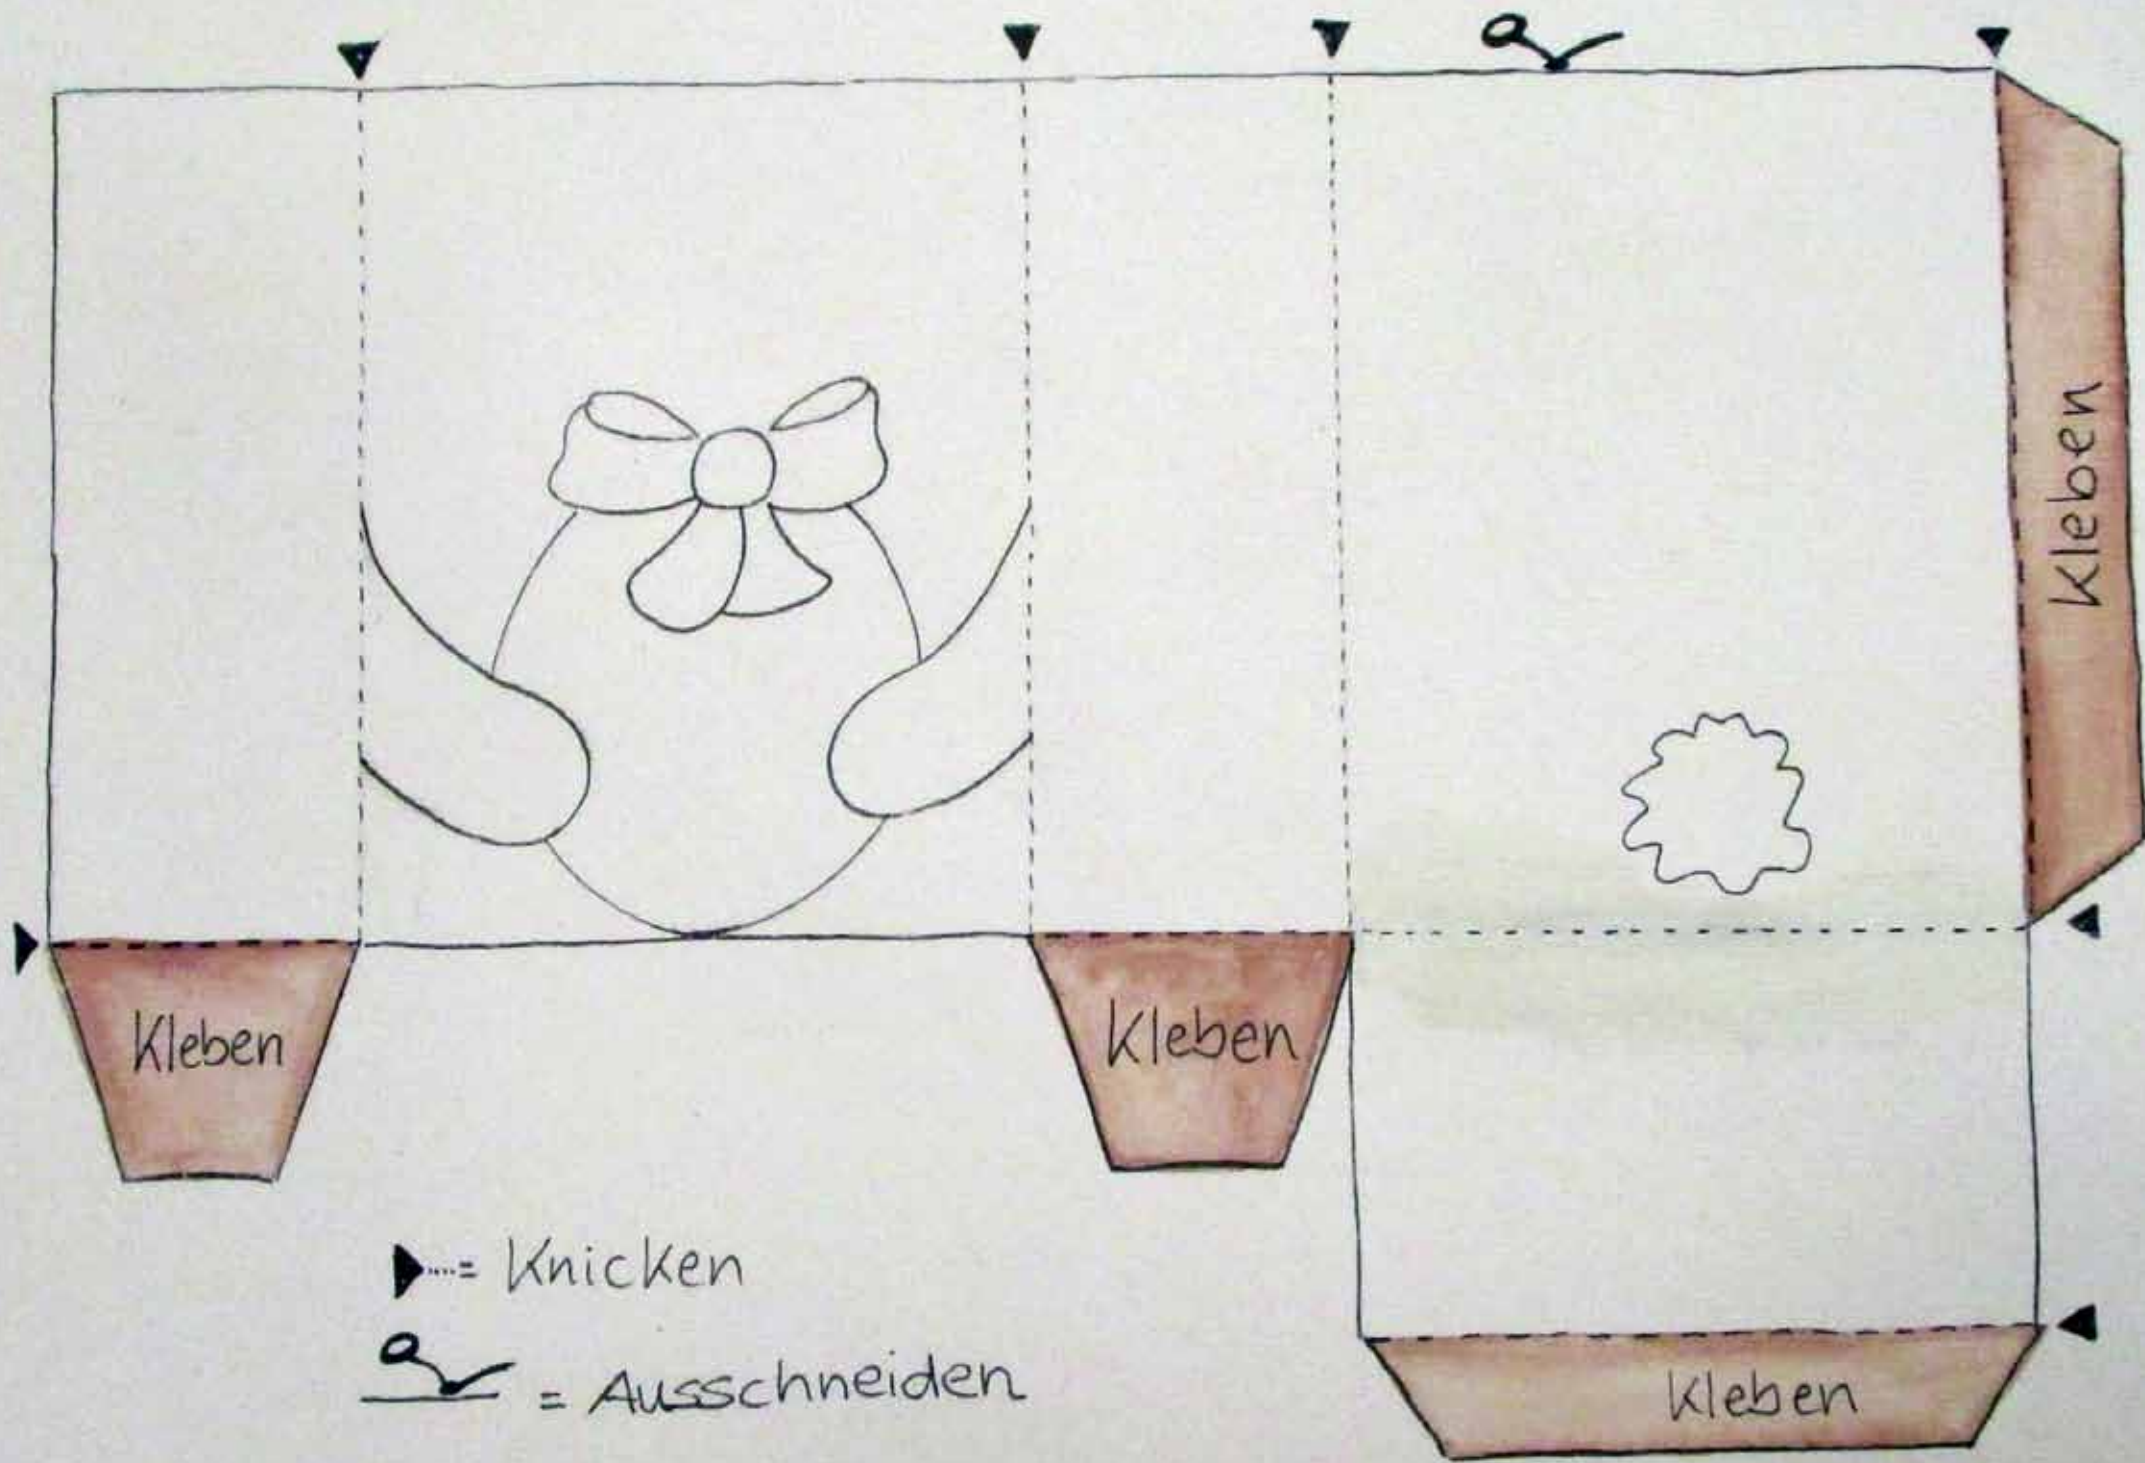 Kleben
Kleben
Kleben
▶----= Knicken
= Ausschneiden
Kleben